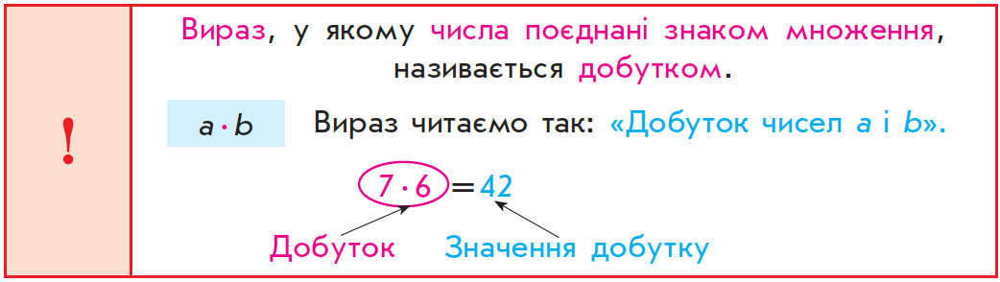 Вираз, у якому числа поєднані знаком множення,
називається добутком.
!
a · b
Вираз читаємо так: «Добуток чисел a і b».
7 · 6 = 42
Добуток
Значення добутку